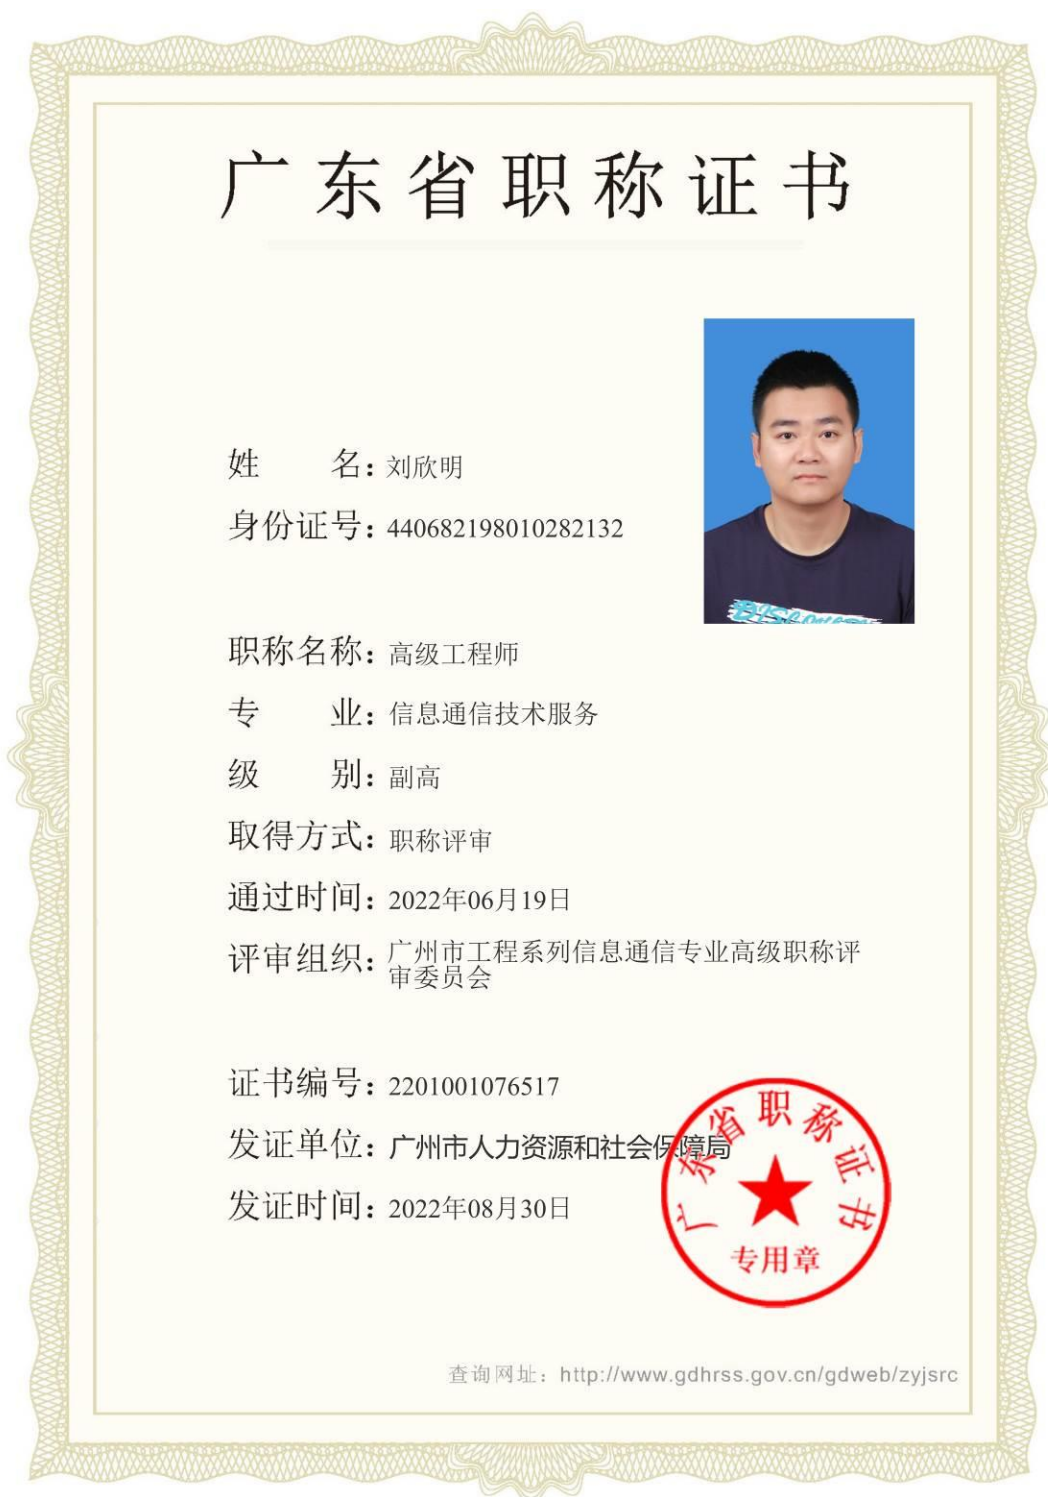 广东省职称证书
姓 名：刘欣明
身份证号：440682198010282132
职称名称：高级工程师
专 业：信息通信技术服务
级 别：副高
取得方式：职称评审
通过时间：2022年06月19日
评审组织：广州市工程系列信息通信专业高级职称评
审委员会
证书编号：2201001076517
发证单位：广州市人力资源和社会保障局
发证时间：2022年08月30日
广东省职称证书
专用章
查询网址：http://www.gdhrss.gov.cn/gdweb/zyjsrc